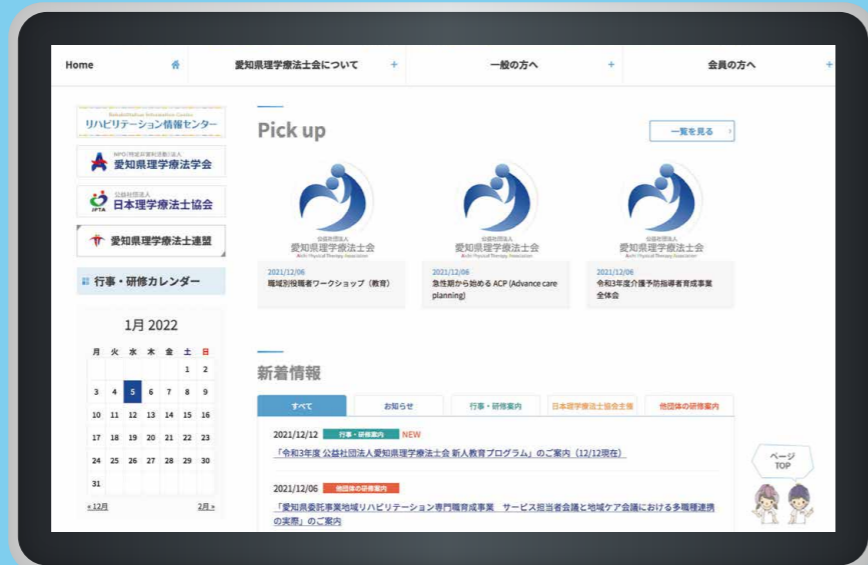 Home
愛知県理学療法士会について +
一般の方へ +
会員の方へ +
Rehabilitation Information Center
リハビリテーション情報センター
NPO(特定非営利活動)法人
愛知県理学療法学会
公益社団法人
日本理学療法士協会
JPTA
愛知県理学療法士連盟
行事・研修カレンダー
1月 2022
月 火 水 木 金 土 日
1 2
3 4 5 6 7 8 9
10 11 12 13 14 15 16
17 18 19 20 21 22 23
24 25 26 27 28 29 30
31
« 12月 2月 »
Pick up
一覧を見る
公益社団法人
愛知県理学療法士会
Aichi Physical Therapy Association
2021/12/06
職域別役職者ワークショップ（教育）
公益社団法人
愛知県理学療法士会
Aichi Physical Therapy Association
2021/12/06
急性期から始める ACP (Advance care
planning)
公益社団法人
愛知県理学療法士会
Aichi Physical Therapy Association
2021/12/06
令和3年度介護予防指導者育成事業
全体会
新着情報
すべて お知らせ 行事・研修案内 日本理学療法士協会主催 他団体の研修案内
2021/12/12 行事・研修案内 NEW
「令和3年度 公益社団法人愛知県理学療法士会 新人教育プログラム」のご案内（12/12現在）
2021/12/06 他団体の研修案内
「愛知県委託事業地域リハビリテーション専門職育成事業　サービス担当者会議と地域ケア会議における多職種連携
の実際」のご案内
ページ
TOP